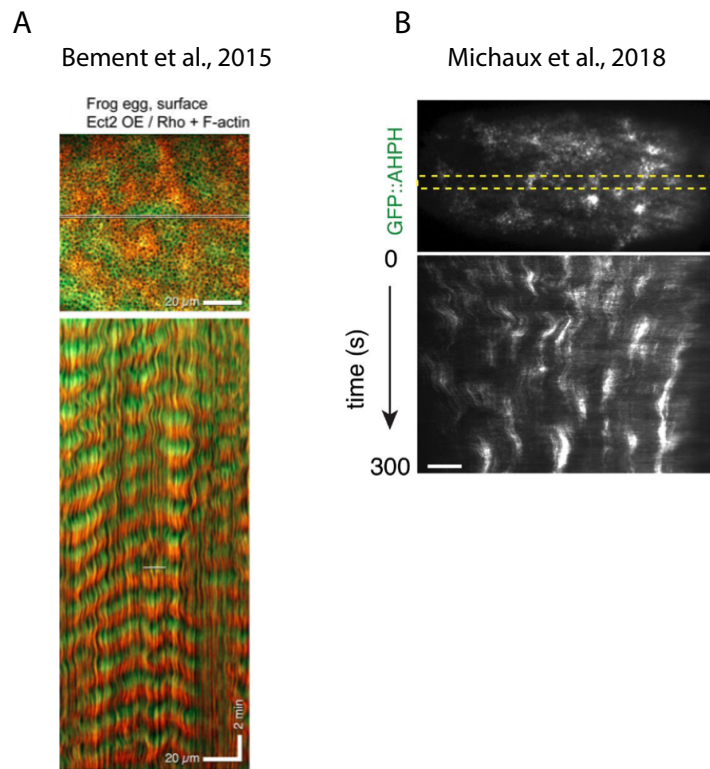 A
Bement et al., 2015
Frog egg, surface
Ect2 OE / Rho + F-actin
20 µm
2 min
20 µm
B
Michaux et al., 2018
GFP::AHPH
0
time (s)
300